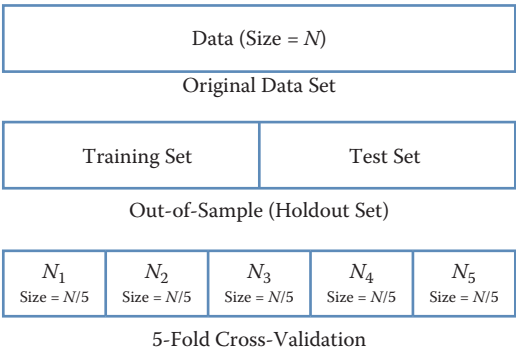 Data (Size = N)
Original Data Set
Training Set Test Set
Out-of-Sample (Holdout Set)
N₁ N₂ N₃ N₄ N₅
Size = N/5 Size = N/5 Size = N/5 Size = N/5 Size = N/5
5-Fold Cross-Validation